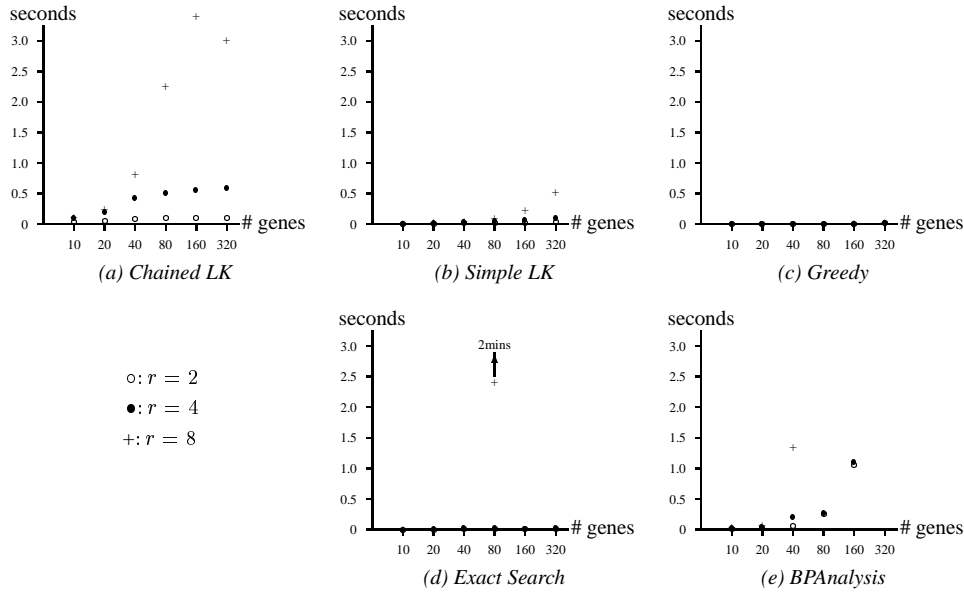 seconds
3.0
2.5
2.0
1.5
1.0
0.5
0
# genes
10 20 40 80 160 320
(a) Chained LK
seconds
3.0
2.5
2.0
1.5
1.0
0.5
0
# genes
10 20 40 80 160 320
(b) Simple LK
seconds
3.0
2.5
2.0
1.5
1.0
0.5
0
# genes
10 20 40 80 160 320
(c) Greedy
: r = 2
: r = 4
+: r = 8
seconds
2mins
3.0
2.5
2.0
1.5
1.0
0.5
0
# genes
10 20 40 80 160 320
(d) Exact Search
seconds
3.0
2.5
2.0
1.5
1.0
0.5
0
# genes
10 20 40 80 160 320
(e) BPAnalysis